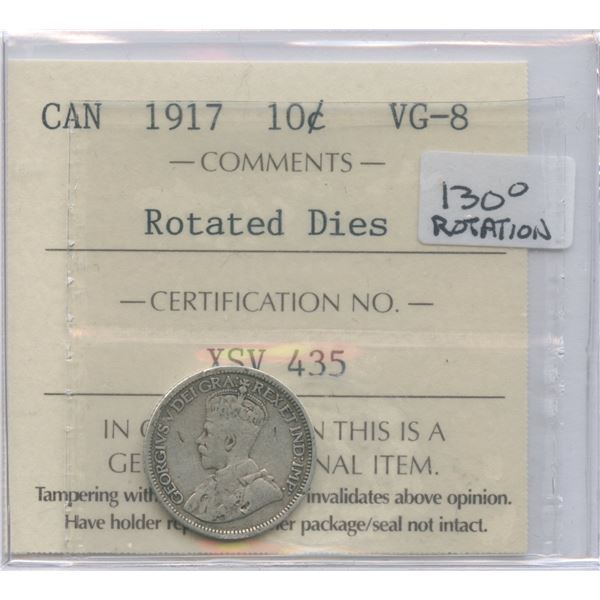 CAN 1917 10¢ VG-8
— COMMENTS —
Rotated Dies
130° ROTATION
— CERTIFICATION NO. —
XSV 435
IN N THIS IS A
GE NAL ITEM.
Tampering with invalidates above opinion.
Have holder re er package/seal not intact.
GEORGIVS V DEI GRA: REX ET IND: IMP: